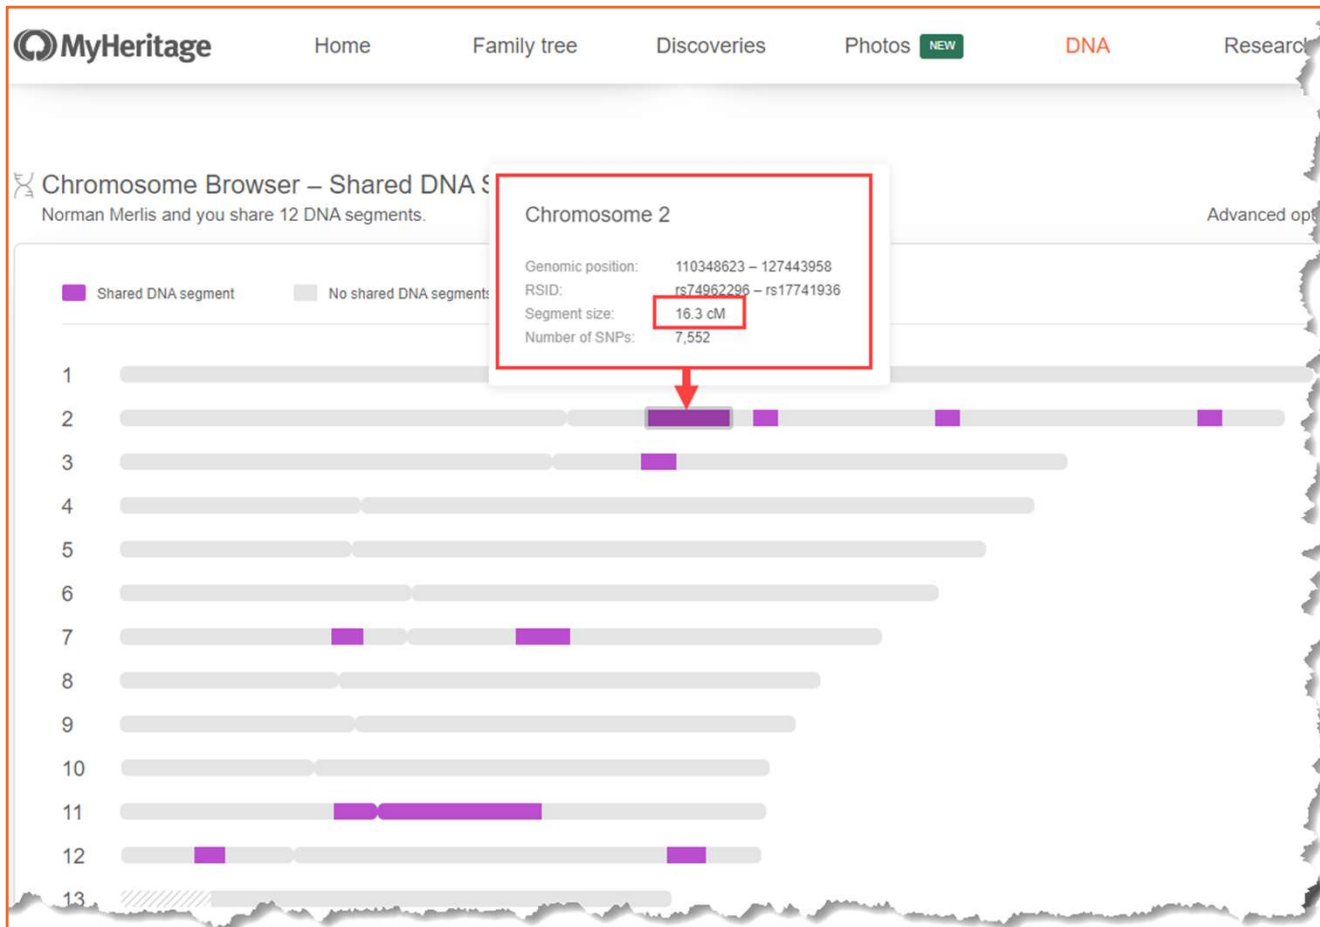 MyHeritage Home Family tree Discoveries Photos NEW DNA Research
Chromosome Browser – Shared DNA S
Norman Merlis and you share 12 DNA segments.
Advanced opt
Shared DNA segment No shared DNA segments
Chromosome 2
Genomic position: 110348623 – 127443958
RSID: rs74962296 – rs17741936
Segment size: 16.3 cM
Number of SNPs: 7,552
1
2
3
4
5
6
7
8
9
10
11
12
13